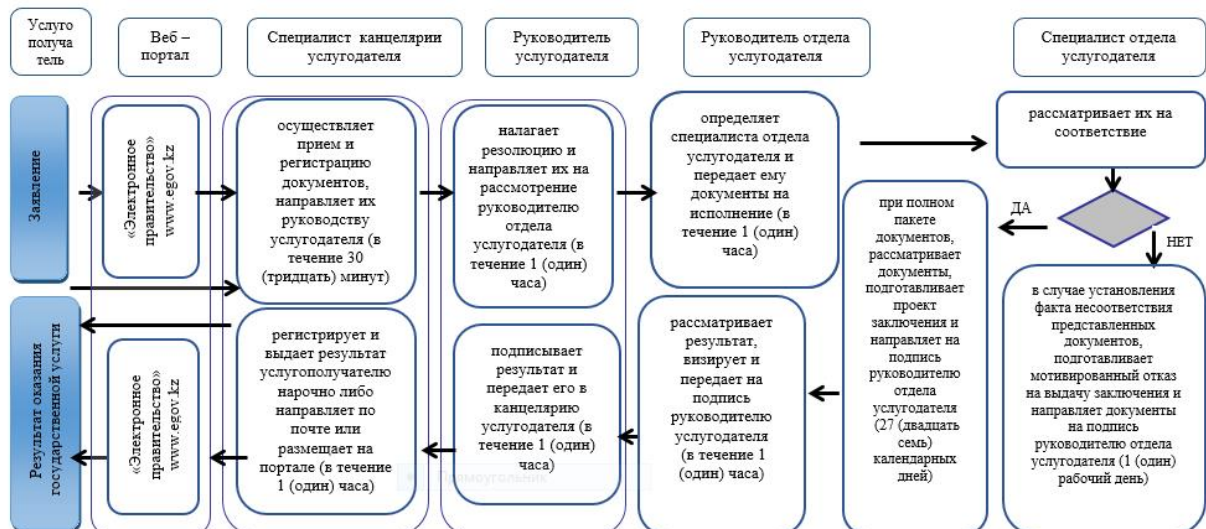 Услуго
получа
тель
Веб –
портал
Специалист канцелярии
услугодателя
Руководитель
услугодателя
Руководитель отдела
услугодателя
Специалист отдела
услугодателя
Заявление
«Электронное
правительство»
www.egov.kz
осуществляет
прием и
регистрацию
документов,
направляет их
руководству
услугодателя (в
течение 30
(тридцать) минут)
налагает
резолюцию и
направляет их на
рассмотрение
руководителю
отдела
услугодателя (в
течение 1 (один)
часа)
определяет
специалиста отдела
услугодателя и
передает ему
документы на
исполнение (в
течение 1 (один)
часа)
рассматривает их на
соответствие
ДА
НЕТ
при полном
пакете
документов,
рассматривает
документы,
подготавливает
проект
заключения и
направляет на
подпись
руководителю
отдела
услугодателя
(27 (двадцать
семь)
календарных
дней)
в случае установления
факта несоответствия
представленных
документов,
подготавливает
мотивированный отказ
на выдачу заключения и
направляет документы
на подпись
руководителю отдела
услугодателя (1 (один)
рабочий день)
Результат оказания
государственной услуги
«Электронное
правительство»
www.egov.kz
регистрирует и
выдает результат
услугополучателю
нарочно либо
направляет по
почте или
размещает на
портале (в течение
1 (один) часа)
подписывает
результат и
передает его в
канцелярию
услугодателя (в
течение 1 (один)
часа)
рассматривает
результат,
визирует и
передает на
подпись
руководителю
услугодателя
(в течение 1
(один) часа)
Прямоугольник